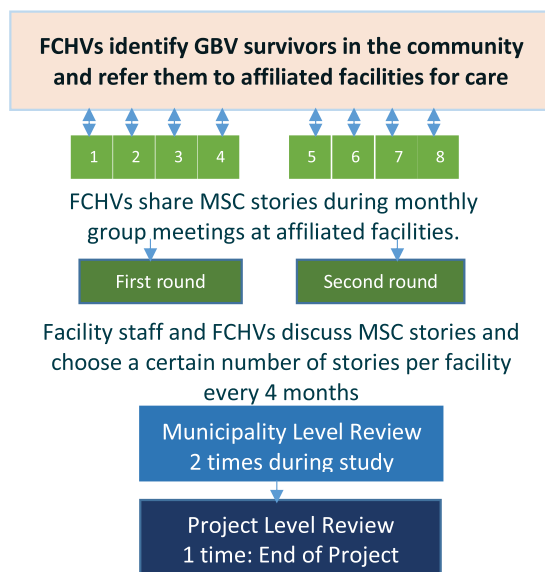 FCHVs identify GBV survivors in the community
and refer them to affiliated facilities for care
1 2 3 4 5 6 7 8
FCHVs share MSC stories during monthly
group meetings at affiliated facilities.
First round Second round
Facility staff and FCHVs discuss MSC stories and
choose a certain number of stories per facility
every 4 months
Municipality Level Review
2 times during study
Project Level Review
1 time: End of Project